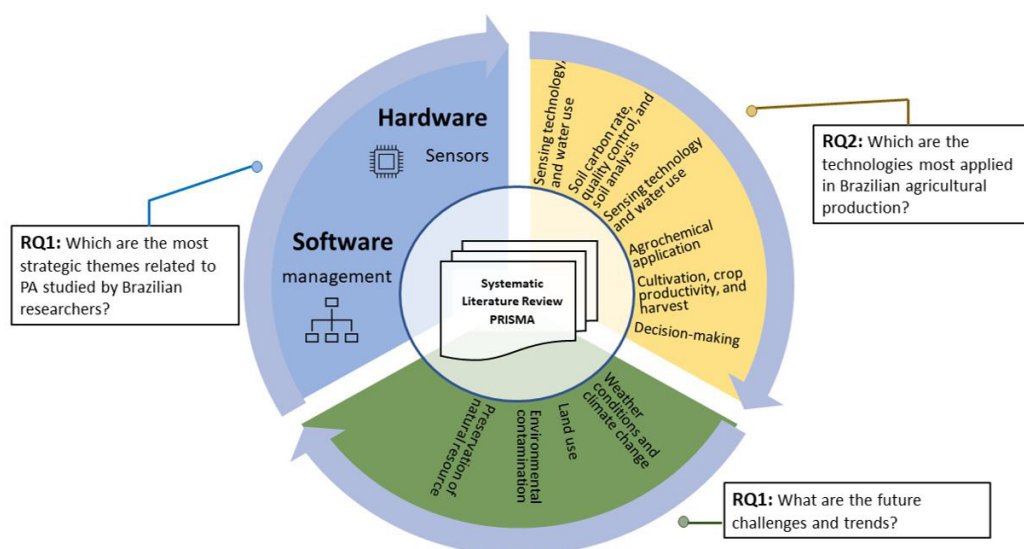 Hardware
Sensors
Software
management
RQ1: Which are the most
strategic themes related to
PA studied by Brazilian
researchers?
Systematic
Literature Review
PRISMA
Sensing technology,
and water use
Soil carbon rate,
quality control, and
soil analysis
Sensing technology
and water use
Agrochemical
application
Cultivation, crop
productivity, and
harvest
Decision-making
RQ2: Which are the
technologies most applied
in Brazilian agricultural
production?
Weather
conditions and
climate change
Land use
Environmental
contamination
Preservation of
natural resource
RQ1: What are the future
challenges and trends?